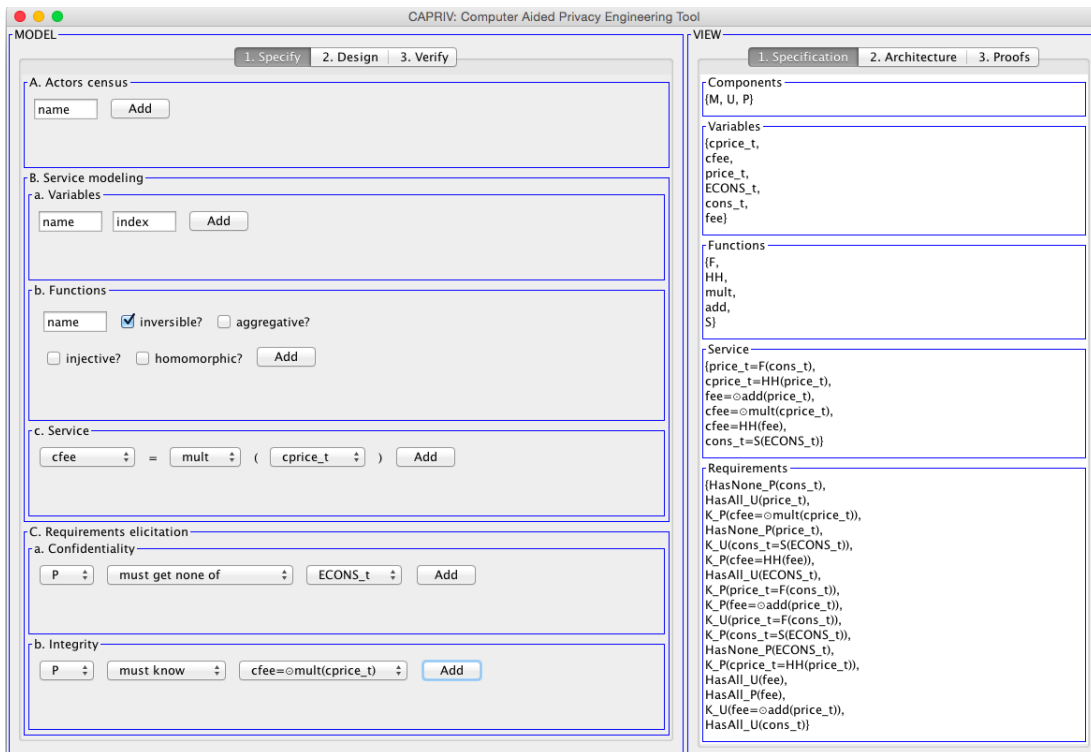 CAPRIV: Computer Aided Privacy Engineering Tool
MODEL
1. Specify 2. Design 3. Verify
A. Actors census
name Add
B. Service modeling
a. Variables
name index Add
b. Functions
name inversible? aggregative?
injective? homomorphic? Add
c. Service
cfee = mult ( cprice_t ) Add
C. Requirements elicitation
a. Confidentiality
P must get none of ECONS_t Add
b. Integrity
P must know cfee=⊙mult(cprice_t) Add
VIEW
1. Specification 2. Architecture 3. Proofs
Components
{M, U, P}
Variables
{cprice_t,
cfee,
price_t,
ECONS_t,
cons_t,
fee}
Functions
{F,
HH,
mult,
add,
S}
Service
{price_t=F(cons_t),
cprice_t=HH(price_t),
fee=⊙add(price_t),
cfee=⊙mult(cprice_t),
cfee=HH(fee),
cons_t=S(ECONS_t)}
Requirements
{HasNone_P(cons_t),
HasAll_U(price_t),
K_P(cfee=⊙mult(cprice_t)),
HasNone_P(price_t),
K_U(cons_t=S(ECONS_t)),
K_P(cfee=HH(fee)),
HasAll_U(ECONS_t),
K_P(price_t=F(cons_t)),
K_P(fee=⊙add(price_t)),
K_U(price_t=F(cons_t)),
K_P(cons_t=S(ECONS_t)),
HasNone_P(ECONS_t),
K_P(cprice_t=HH(price_t)),
HasAll_U(fee),
HasAll_P(fee),
K_U(fee=⊙add(price_t)),
HasAll_U(cons_t)}